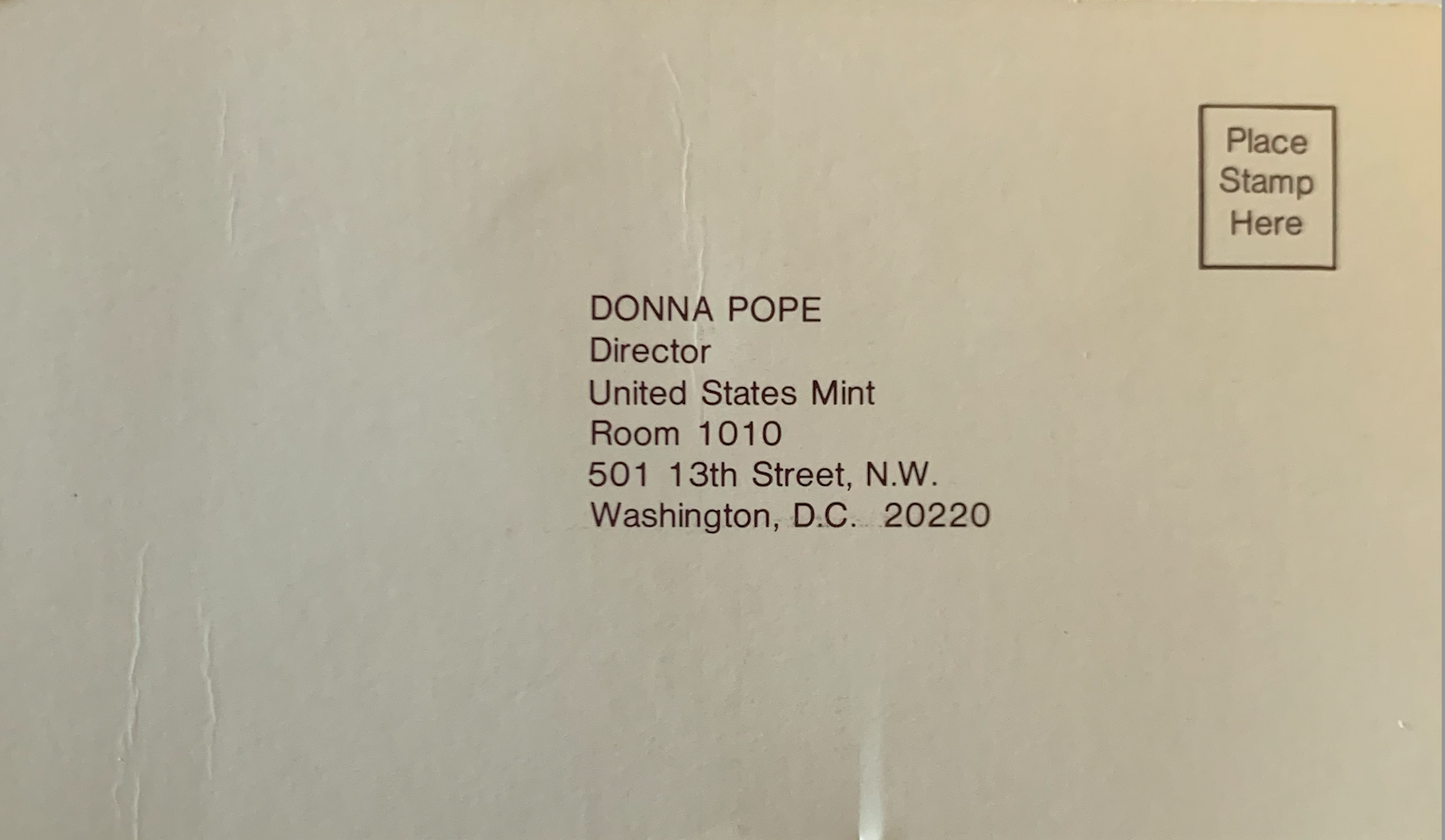 Place
Stamp
Here
DONNA POPE
Director
United States Mint
Room 1010
501 13th Street, N.W.
Washington, D.C. 20220